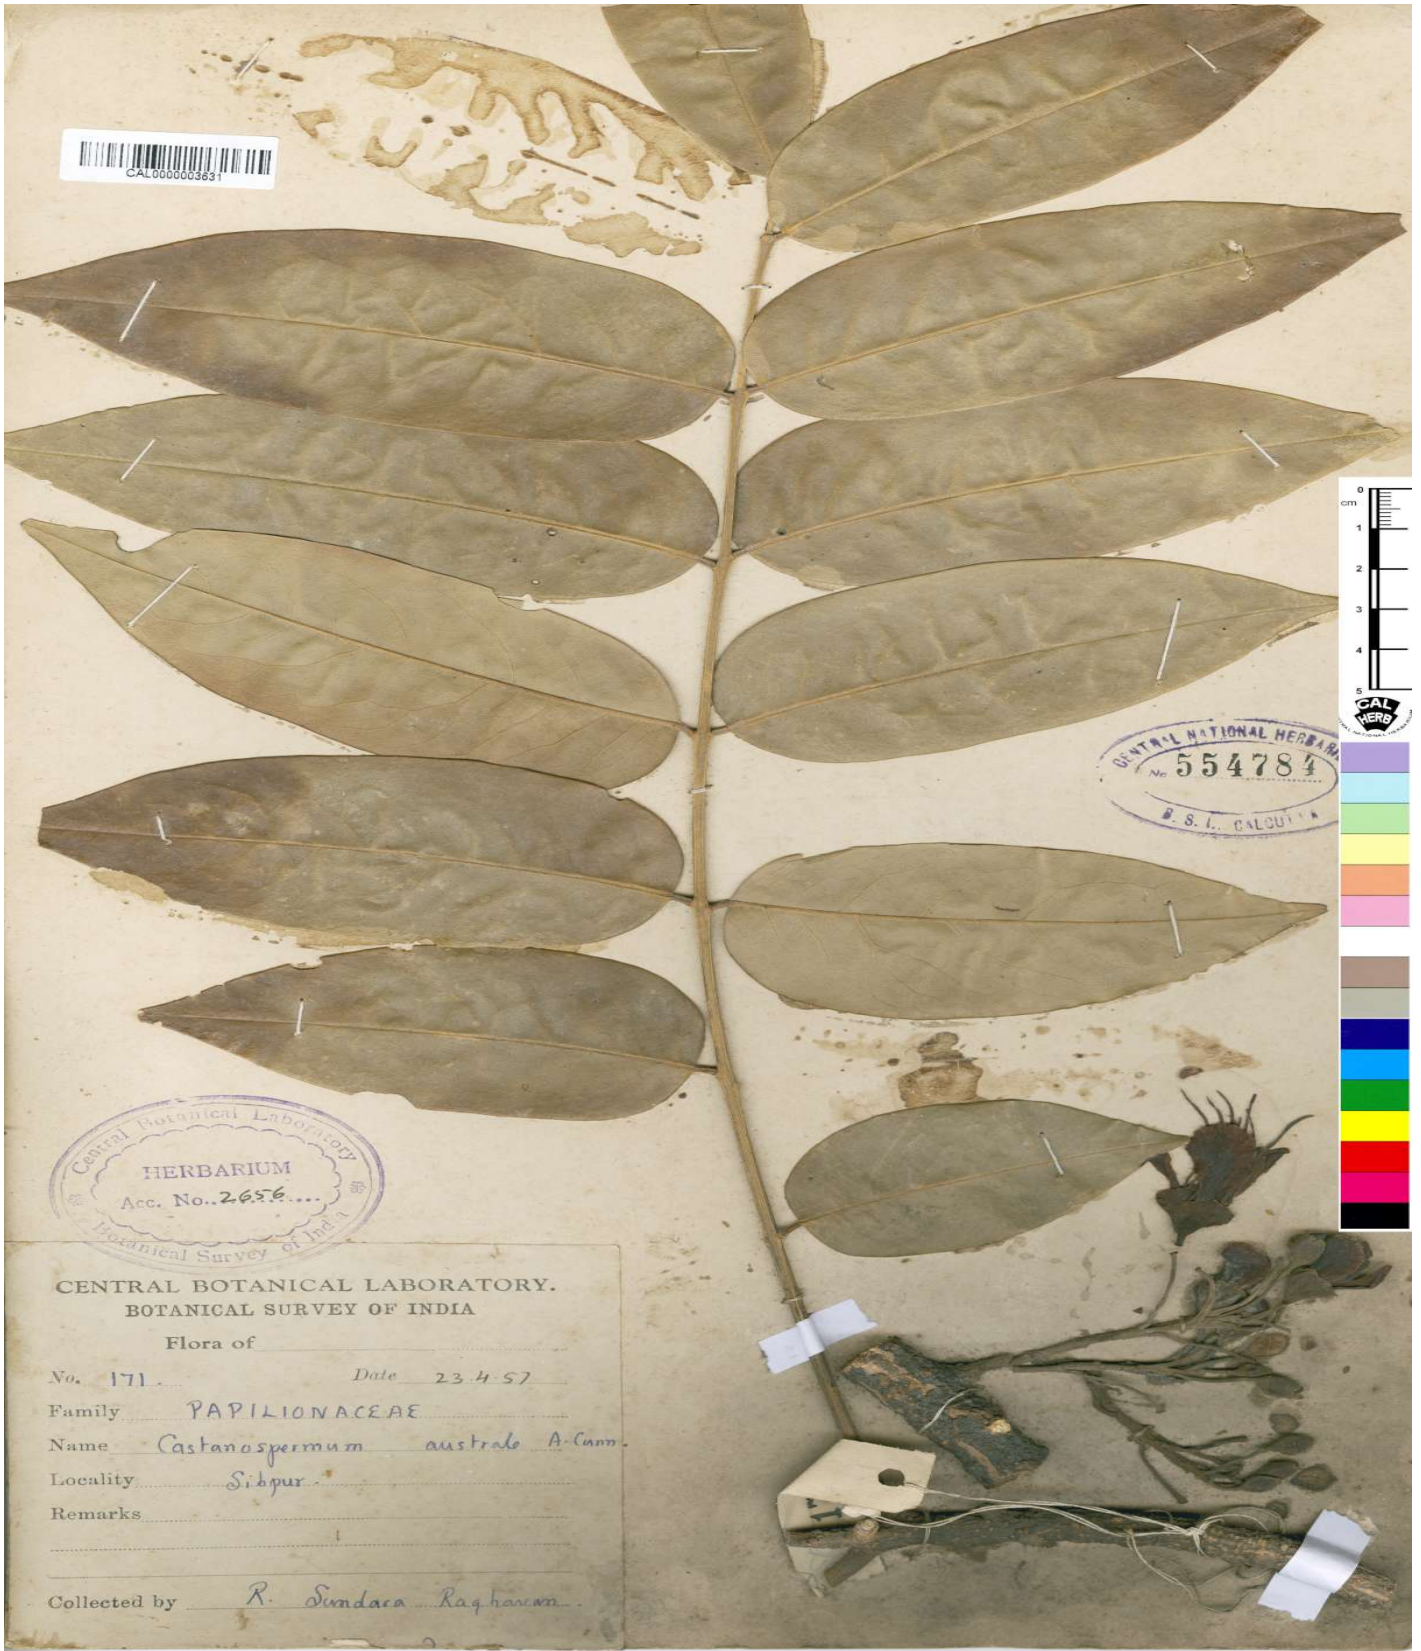 CAL0000003631
0
cm
1
2
3
4
5
CAL
HERB
CENTRAL NATIONAL HERBARI
No 554784
B. S. I., CALCUTTA
Central Botanical Laboratory
HERBARIUM
Acc. No. 2656
Botanical Survey of India
CENTRAL BOTANICAL LABORATORY.
BOTANICAL SURVEY OF INDIA
Flora of
No. 171. Date 23.4.57
Family PAPILIONACEAE
Name Castanospermum australe A. Cunn.
Locality Sibpur.
Remarks
Collected by R. Sundara Raghavan.